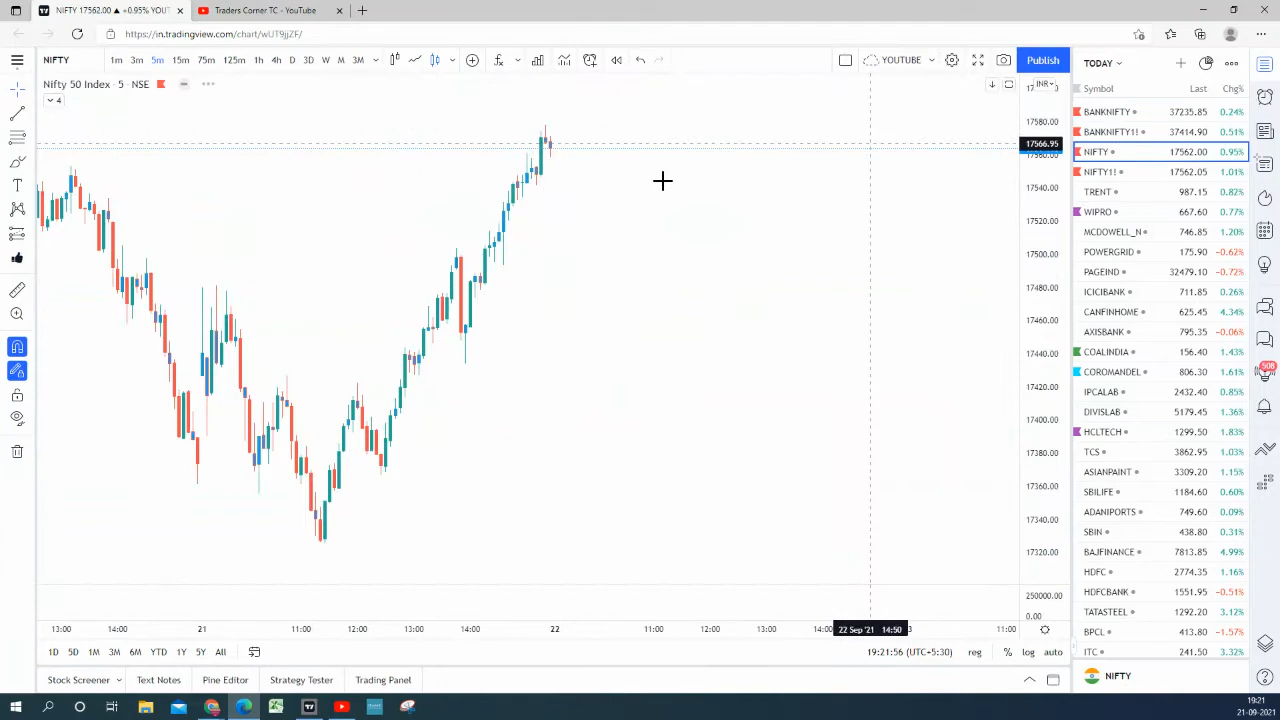 NIFTY 17562.00 ▲ +0.95% YOUT
Traders Corner TC - YouTube
https://in.tradingview.com/chart/wUT9jjZF/
NIFTY 1m 3m 5m 15m 75m 125m 1h 4h D 3D W M 3M
YOUTUBE
Publish
TODAY
Nifty 50 Index · 5 · NSE
4
INR
Symbol Last Chg%
BANKNIFTY 37235.85 0.24%
BANKNIFTY1! 37414.90 0.51%
NIFTY 17562.00 0.95%
NIFTY1! 17562.05 1.01%
TRENT 987.15 0.82%
WIPRO 667.60 0.77%
MCDOWELL_N 746.85 1.20%
POWERGRID 175.90 −0.62%
PAGEIND 32479.10 −0.72%
ICICIBANK 711.85 0.26%
CANFINHOME 625.45 4.34%
AXISBANK 795.35 −0.06%
COALINDIA 156.40 1.43%
COROMANDEL 806.30 1.61%
IPCALAB 2432.40 0.85%
DIVISLAB 5179.45 1.36%
HCLTECH 1299.50 1.83%
TCS 3862.95 1.03%
ASIANPAINT 3309.20 1.15%
SBILIFE 1184.60 0.60%
ADANIPORTS 749.60 0.09%
SBIN 438.80 0.31%
BAJFINANCE 7813.85 4.99%
HDFC 2774.35 1.16%
HDFCBANK 1551.95 −0.51%
TATASTEEL 1292.20 3.12%
BPCL 413.80 −1.57%
ITC 241.50 3.32%
508
17580.00
17566.95
17560.00
17540.00
17520.00
17500.00
17480.00
17460.00
17440.00
17420.00
17400.00
17380.00
17360.00
17340.00
17320.00
250000.00
0.00
13:00 14:00 21 11:00 12:00 13:00 14:00 22 11:00 12:00 13:00 14:00 22 Sep '21 14:50 11:00
1D 5D 1M 3M 6M YTD 1Y 5Y All
19:21:56 (UTC+5:30) reg % log auto
Stock Screener Text Notes Pine Editor Strategy Tester Trading Panel
NIFTY
19:21
21-09-2021